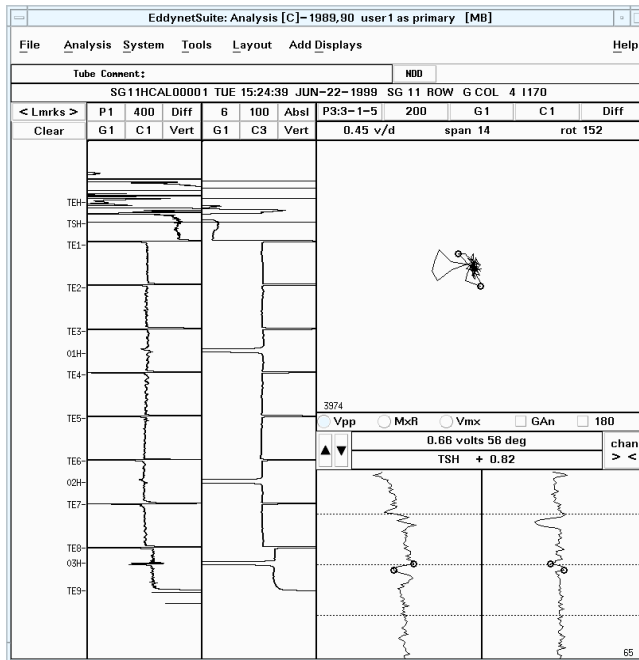 EddynetSuite: Analysis [C]-1989,90 user1 as primary [MB]
File Analysis System Tools Layout Add Displays Help
Tube Comment: NDD
SG11HCAL00001 TUE 15:24:39 JUN-22-1999 SG 11 ROW G COL 4 I170
< Lmrks > P1 400 Diff 6 100 Absl P3:3-1-5 200 G1 C1 Diff
Clear G1 C1 Vert G1 C3 Vert 0.45 v/d span 14 rot 152
TEH
TSH
TE1
TE2
TE3
01H
TE4
TE5
TE6
02H
TE7
TE8
03H
TE9
3974
Vpp MxR Vmx GAn 180
0.66 volts 56 deg chan
TSH + 0.82 > <
65